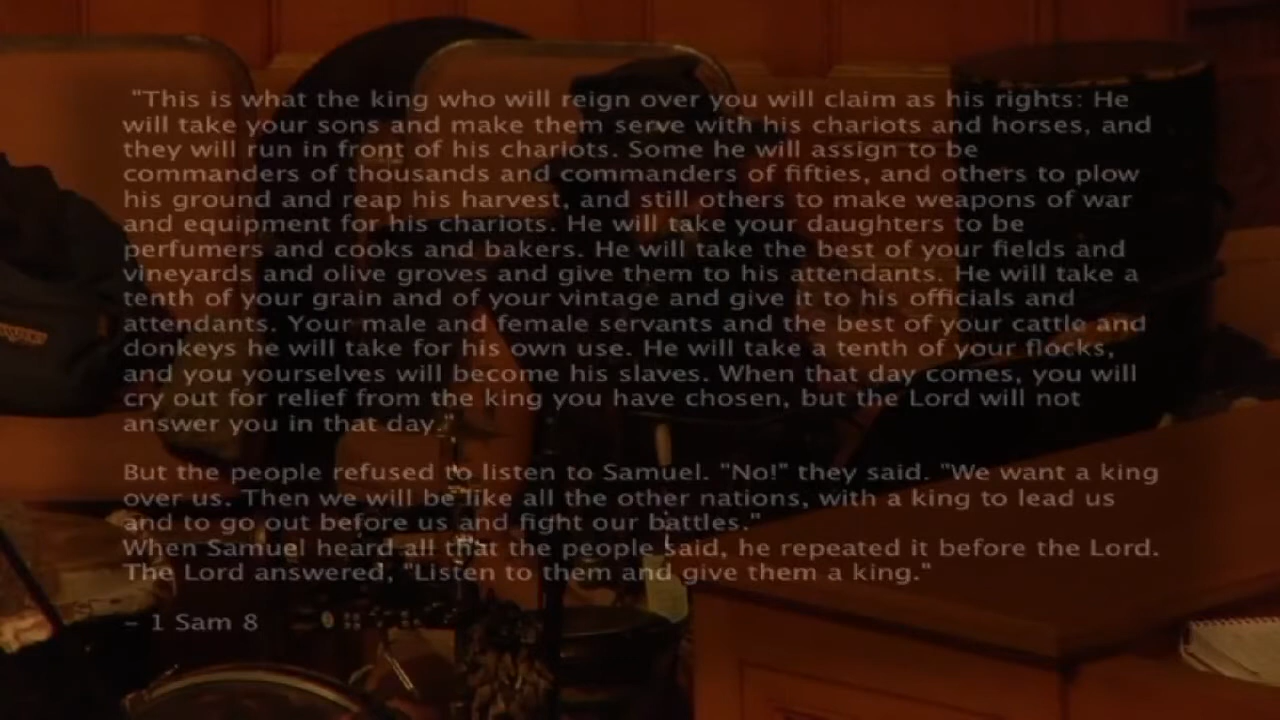 "This is what the king who will reign over you will claim as his rights: He
will take your sons and make them serve with his chariots and horses, and
they will run in front of his chariots. Some he will assign to be
commanders of thousands and commanders of fifties, and others to plow
his ground and reap his harvest, and still others to make weapons of war
and equipment for his chariots. He will take your daughters to be
perfumers and cooks and bakers. He will take the best of your fields and
vineyards and olive groves and give them to his attendants. He will take a
tenth of your grain and of your vintage and give it to his officials and
attendants. Your male and female servants and the best of your cattle and
donkeys he will take for his own use. He will take a tenth of your flocks,
and you yourselves will become his slaves. When that day comes, you will
cry out for relief from the king you have chosen, but the Lord will not
answer you in that day."
But the people refused to listen to Samuel. "No!" they said. "We want a king
over us. Then we will be like all the other nations, with a king to lead us
and to go out before us and fight our battles."
When Samuel heard all that the people said, he repeated it before the Lord.
The Lord answered, "Listen to them and give them a king."
– 1 Sam 8